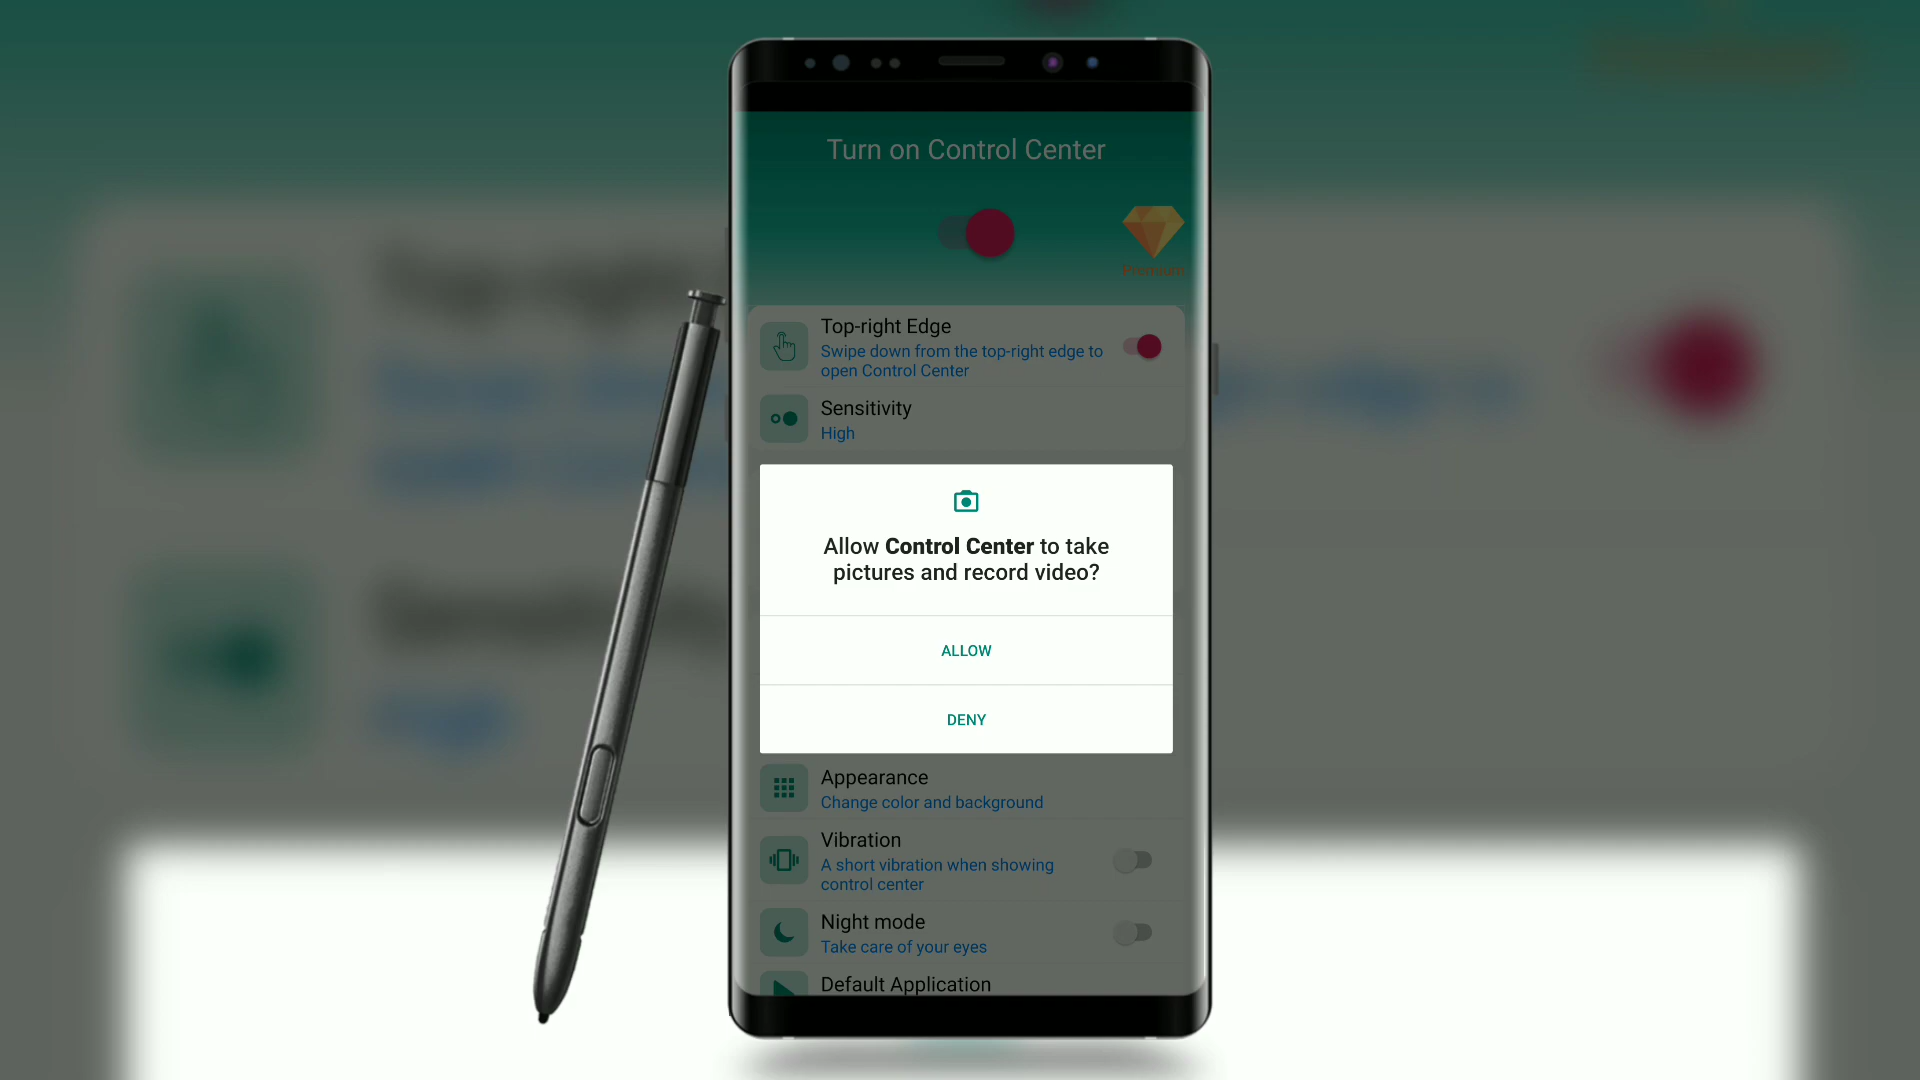 Turn on Control Center
Premium
Top-right Edge
Swipe down from the top-right edge to
open Control Center
Sensitivity
High
Allow Control Center to take
pictures and record video?
ALLOW
DENY
Appearance
Change color and background
Vibration
A short vibration when showing
control center
Night mode
Take care of your eyes
Default Application